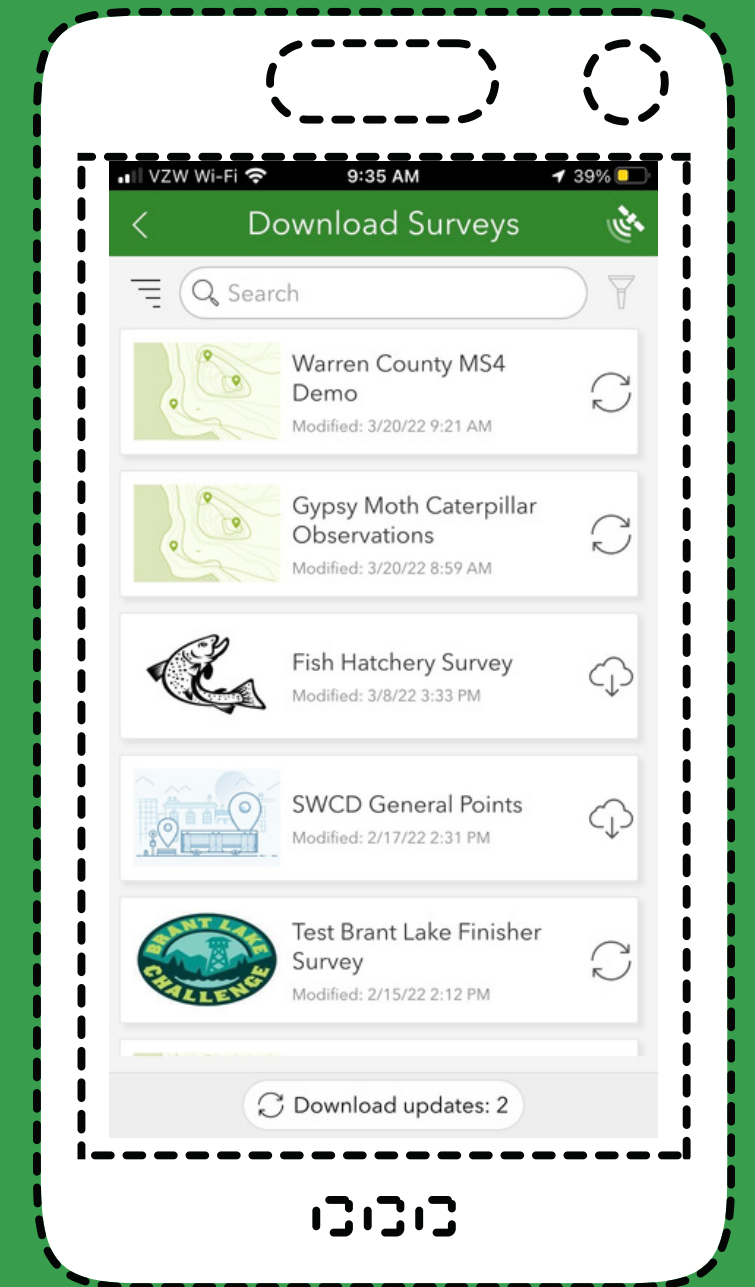 VZW Wi-Fi 9:35 AM 39%
Download Surveys
Search
Warren County MS4
Demo
Modified: 3/20/22 9:21 AM
Gypsy Moth Caterpillar
Observations
Modified: 3/20/22 8:59 AM
Fish Hatchery Survey
Modified: 3/8/22 3:33 PM
SWCD General Points
Modified: 2/17/22 2:31 PM
BRANT LAKE
CHALLENGE
Test Brant Lake Finisher
Survey
Modified: 2/15/22 2:12 PM
Download updates: 2